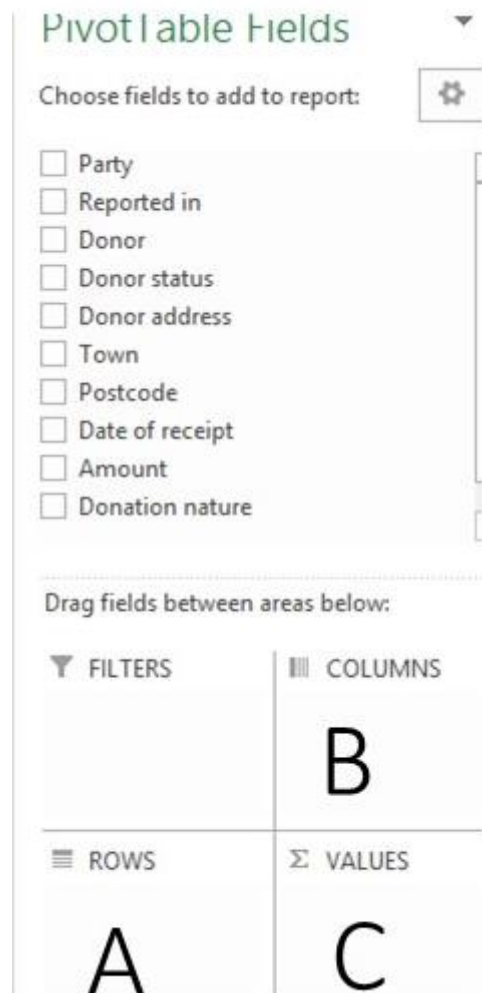 PivotTable Fields
Choose fields to add to report:
Party
Reported in
Donor
Donor status
Donor address
Town
Postcode
Date of receipt
Amount
Donation nature
Drag fields between areas below:
FILTERS
COLUMNS
B
ROWS
Σ VALUES
A
C